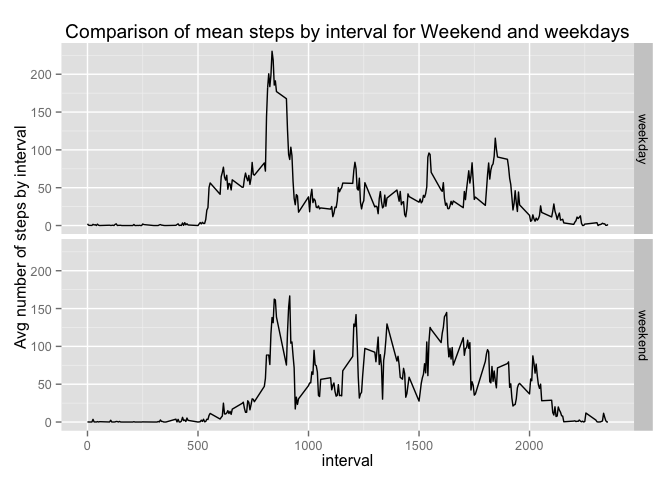 Comparison of mean steps by interval for Weekend and weekdays
Avg number of steps by interval
200
150
100
50
0
weekday
200
150
100
50
0
weekend
0 500 1000 1500 2000
interval